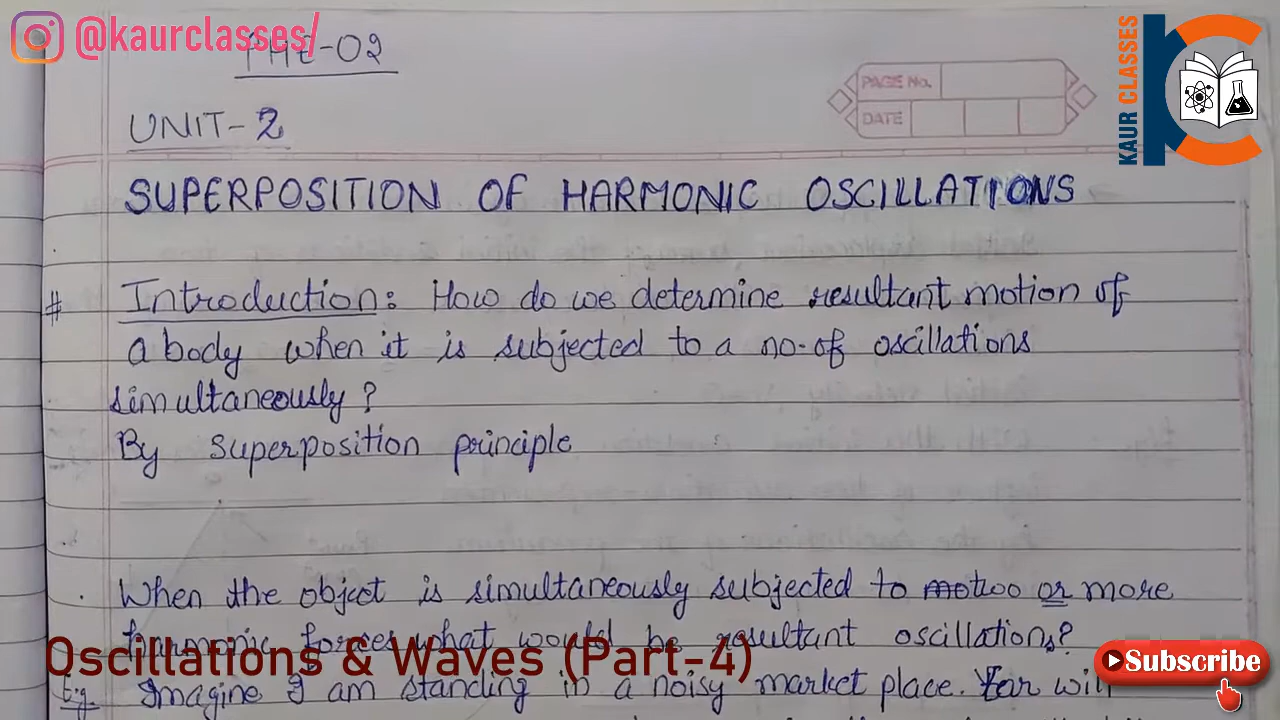 @kaurclasses/
PHE-02
UNIT-2
PAGE No.
DATE
KAUR CLASSES
SUPERPOSITION OF HARMONIC OSCILLATIONS
# Introduction: How do we determine resultant motion of
a body when it is subjected to a no. of oscillations
simultaneously?
By superposition principle
When the object is simultaneously subjected to two or more
harmonic forces what would be resultant oscillations?
Oscillations & Waves (Part-4)
Subscribe
Eg. Imagine I am standing in a noisy market place. Ear will